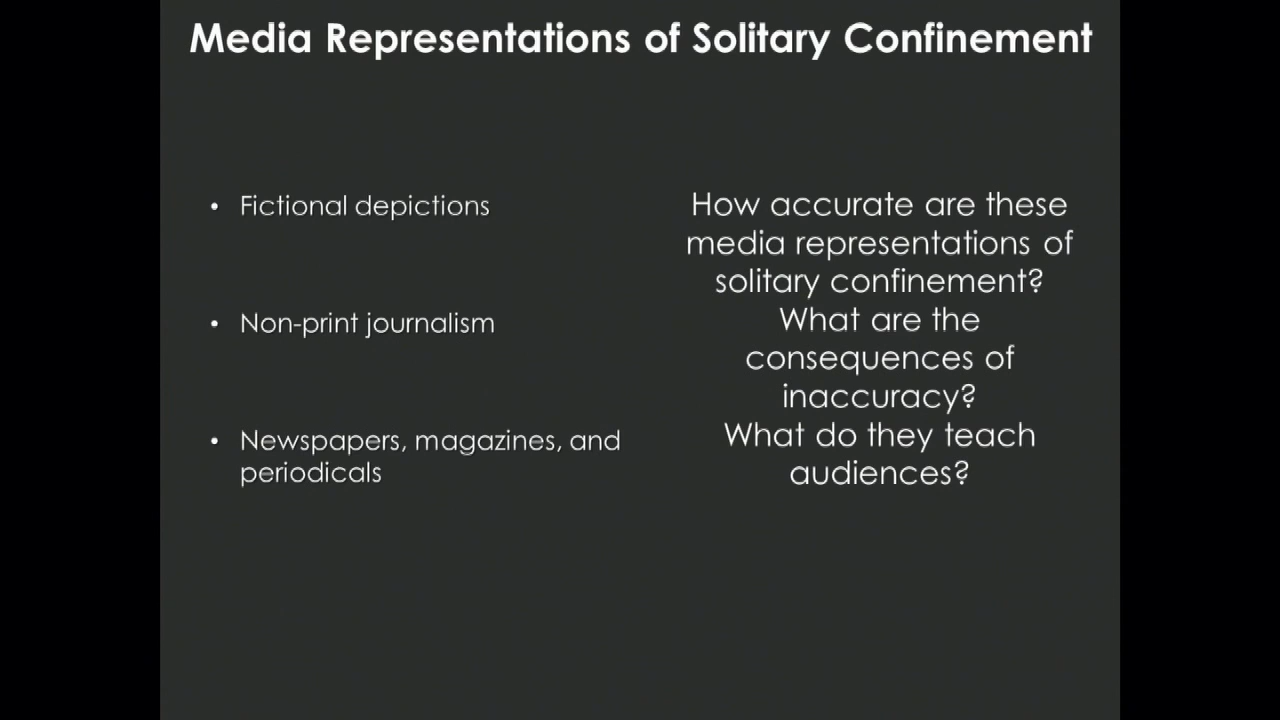 Media Representations of Solitary Confinement
• Fictional depictions
• Non-print journalism
• Newspapers, magazines, and
periodicals
How accurate are these
media representations of
solitary confinement?
What are the
consequences of
inaccuracy?
What do they teach
audiences?